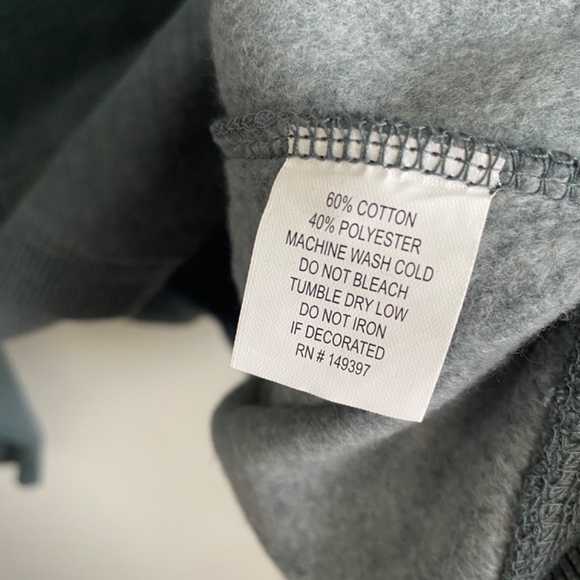 60% COTTON
40% POLYESTER
MACHINE WASH COLD
DO NOT BLEACH
TUMBLE DRY LOW
DO NOT IRON
IF DECORATED
RN # 149397